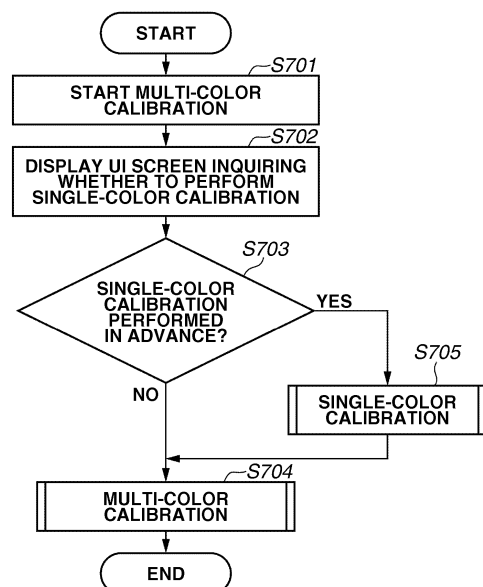 START
S701
START MULTI-COLOR
CALIBRATION
S702
DISPLAY UI SCREEN INQUIRING
WHETHER TO PERFORM
SINGLE-COLOR CALIBRATION
S703
SINGLE-COLOR
CALIBRATION
PERFORMED
IN ADVANCE?
YES
NO
S705
SINGLE-COLOR
CALIBRATION
S704
MULTI-COLOR
CALIBRATION
END